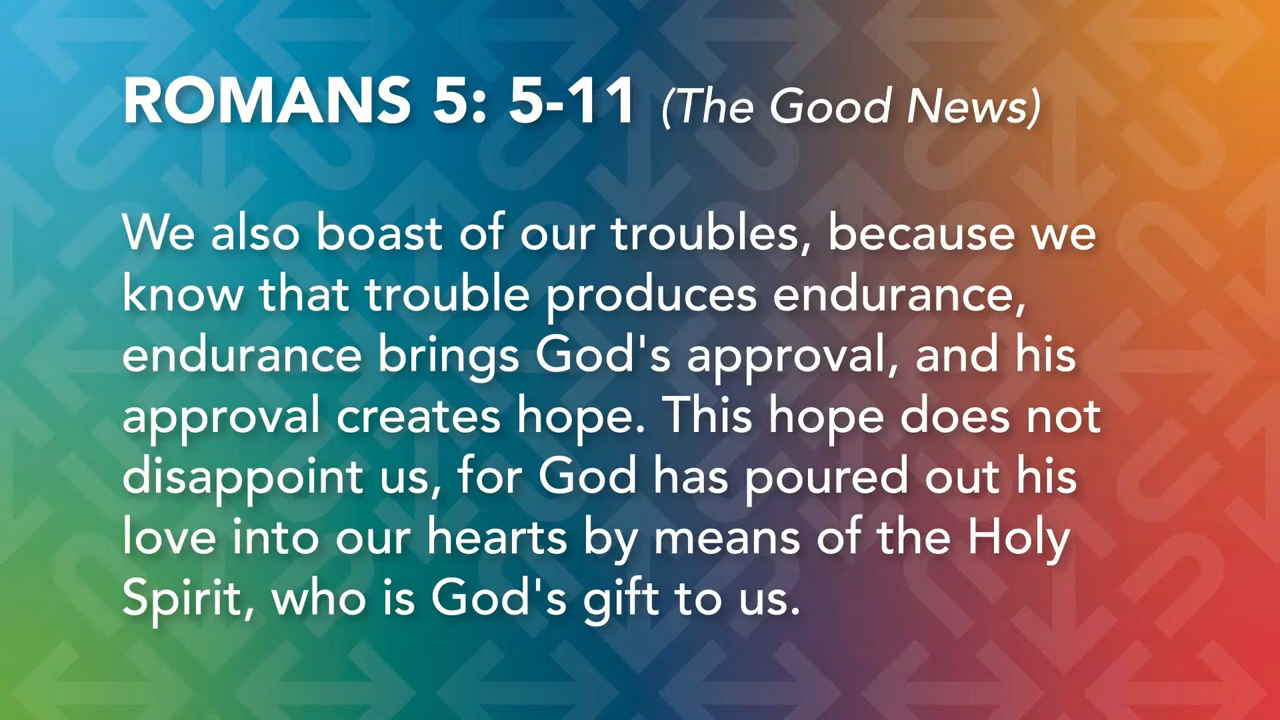 ROMANS 5: 5-11 (The Good News)
We also boast of our troubles, because we
know that trouble produces endurance,
endurance brings God's approval, and his
approval creates hope. This hope does not
disappoint us, for God has poured out his
love into our hearts by means of the Holy
Spirit, who is God's gift to us.